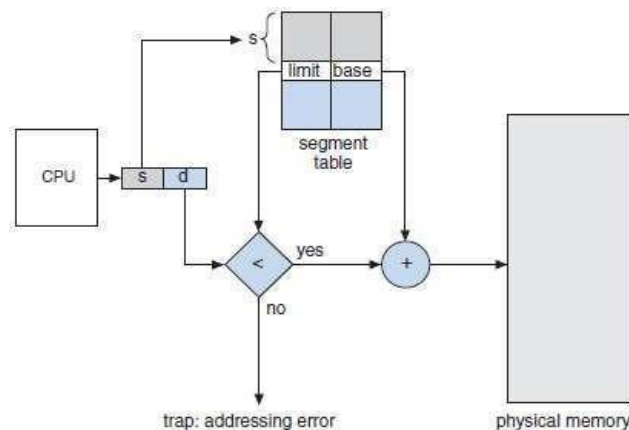 s
limit base
segment
table
CPU
s d
<
yes
+
no
trap: addressing error
physical memory